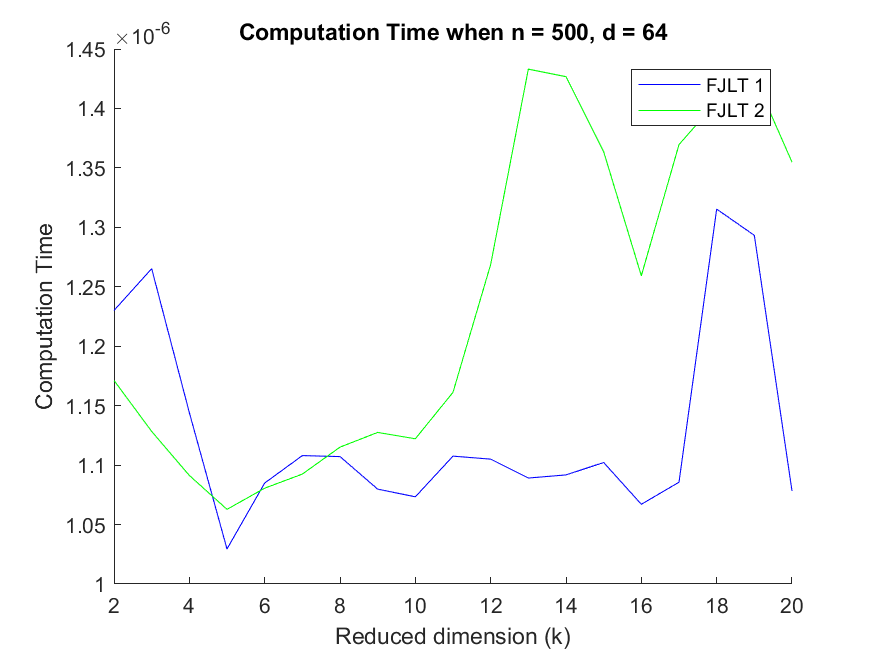 Computation Time when n = 500, d = 64
×10⁻⁶
1.45
1.4
1.35
1.3
1.25
1.2
1.15
1.1
1.05
1
Computation Time
FJLT 1
FJLT 2
2 4 6 8 10 12 14 16 18 20
Reduced dimension (k)